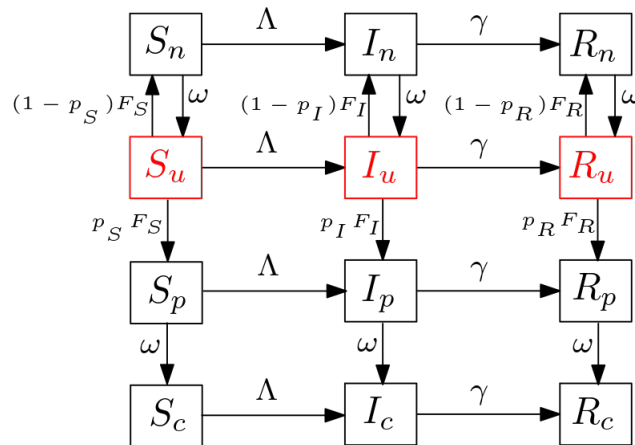 Λ γ
S_n I_n R_n
(1 - p_S)F_S ω (1 - p_I)F_I ω (1 - p_R)F_R ω
Λ γ
S_u I_u R_u
p_S F_S p_I F_I p_R F_R
Λ γ
S_p I_p R_p
ω ω ω
Λ γ
S_c I_c R_c